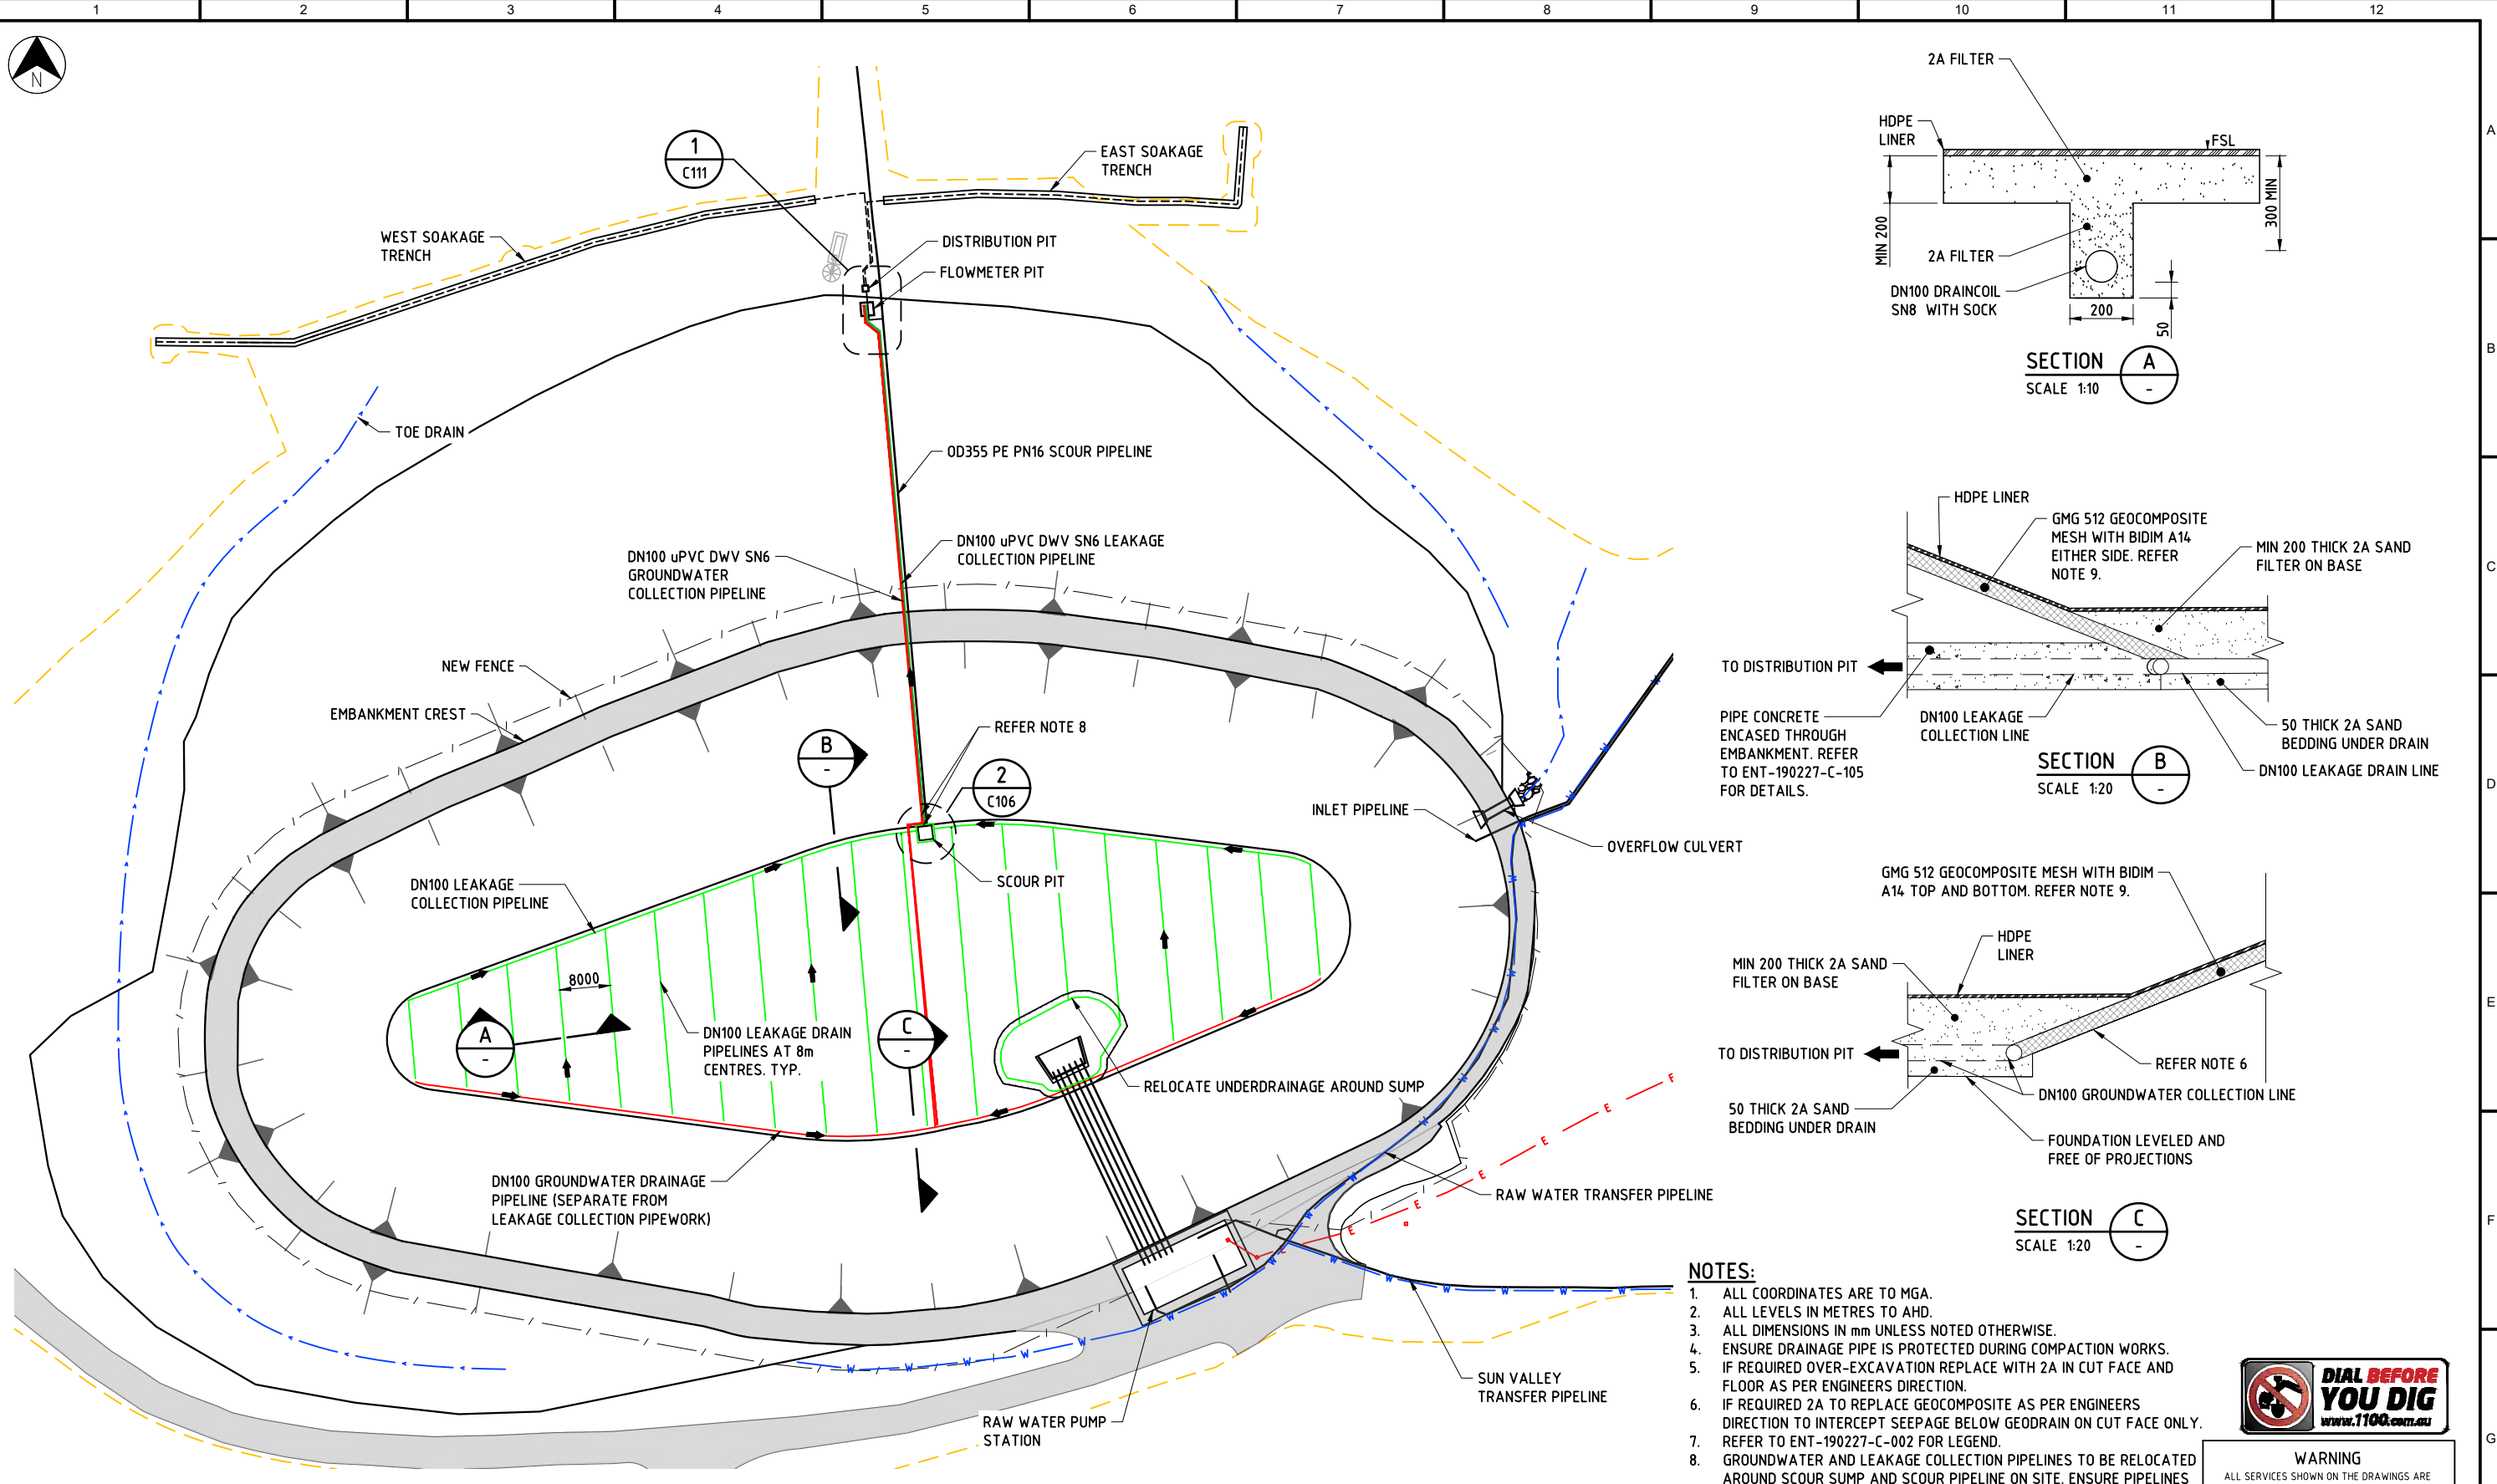 1 2 3 4 5 6 7 8 9 10 11 12
A
B
C
D
E
F
G
N
1
C111
EAST SOAKAGE
TRENCH
WEST SOAKAGE
TRENCH
DISTRIBUTION PIT
FLOWMETER PIT
TOE DRAIN
OD355 PE PN16 SCOUR PIPELINE
DN100 uPVC DWV SN6
GROUNDWATER
COLLECTION PIPELINE
DN100 uPVC DWV SN6 LEAKAGE
COLLECTION PIPELINE
NEW FENCE
EMBANKMENT CREST
REFER NOTE 8
B
-
2
C106
INLET PIPELINE
OVERFLOW CULVERT
SCOUR PIT
DN100 LEAKAGE
COLLECTION PIPELINE
8000
A
-
DN100 LEAKAGE DRAIN
PIPELINES AT 8m
CENTRES. TYP.
C
-
RELOCATE UNDERDRAINAGE AROUND SUMP
DN100 GROUNDWATER DRAINAGE
PIPELINE (SEPARATE FROM
LEAKAGE COLLECTION PIPEWORK)
RAW WATER TRANSFER PIPELINE
SUN VALLEY
TRANSFER PIPELINE
RAW WATER PUMP
STATION
W W W W W W W W W W W W W W W W W W W W W W
E E E E E
2A FILTER
HDPE
LINER
FSL
MIN 200
300 MIN
2A FILTER
DN100 DRAINCOIL
SN8 WITH SOCK
200
50
SECTION A
SCALE 1:10 -
HDPE LINER
GMG 512 GEOCOMPOSITE
MESH WITH BIDIM A14
EITHER SIDE. REFER
NOTE 9.
MIN 200 THICK 2A SAND
FILTER ON BASE
TO DISTRIBUTION PIT
PIPE CONCRETE
ENCASED THROUGH
EMBANKMENT. REFER
TO ENT-190227-C-105
FOR DETAILS.
DN100 LEAKAGE
COLLECTION LINE
50 THICK 2A SAND
BEDDING UNDER DRAIN
DN100 LEAKAGE DRAIN LINE
SECTION B
SCALE 1:20 -
GMG 512 GEOCOMPOSITE MESH WITH BIDIM
A14 TOP AND BOTTOM. REFER NOTE 9.
HDPE
LINER
MIN 200 THICK 2A SAND
FILTER ON BASE
TO DISTRIBUTION PIT
REFER NOTE 6
DN100 GROUNDWATER COLLECTION LINE
50 THICK 2A SAND
BEDDING UNDER DRAIN
FOUNDATION LEVELED AND
FREE OF PROJECTIONS
SECTION C
SCALE 1:20 -
NOTES:
1. ALL COORDINATES ARE TO MGA.
2. ALL LEVELS IN METRES TO AHD.
3. ALL DIMENSIONS IN mm UNLESS NOTED OTHERWISE.
4. ENSURE DRAINAGE PIPE IS PROTECTED DURING COMPACTION WORKS.
5. IF REQUIRED OVER-EXCAVATION REPLACE WITH 2A IN CUT FACE AND
FLOOR AS PER ENGINEERS DIRECTION.
6. IF REQUIRED 2A TO REPLACE GEOCOMPOSITE AS PER ENGINEERS
DIRECTION TO INTERCEPT SEEPAGE BELOW GEODRAIN ON CUT FACE ONLY.
7. REFER TO ENT-190227-C-002 FOR LEGEND.
8. GROUNDWATER AND LEAKAGE COLLECTION PIPELINES TO BE RELOCATED
AROUND SCOUR SUMP AND SCOUR PIPELINE ON SITE. ENSURE PIPELINES
DIAL BEFORE
YOU DIG
www.1100.com.au
WARNING
ALL SERVICES SHOWN ON THE DRAWINGS ARE